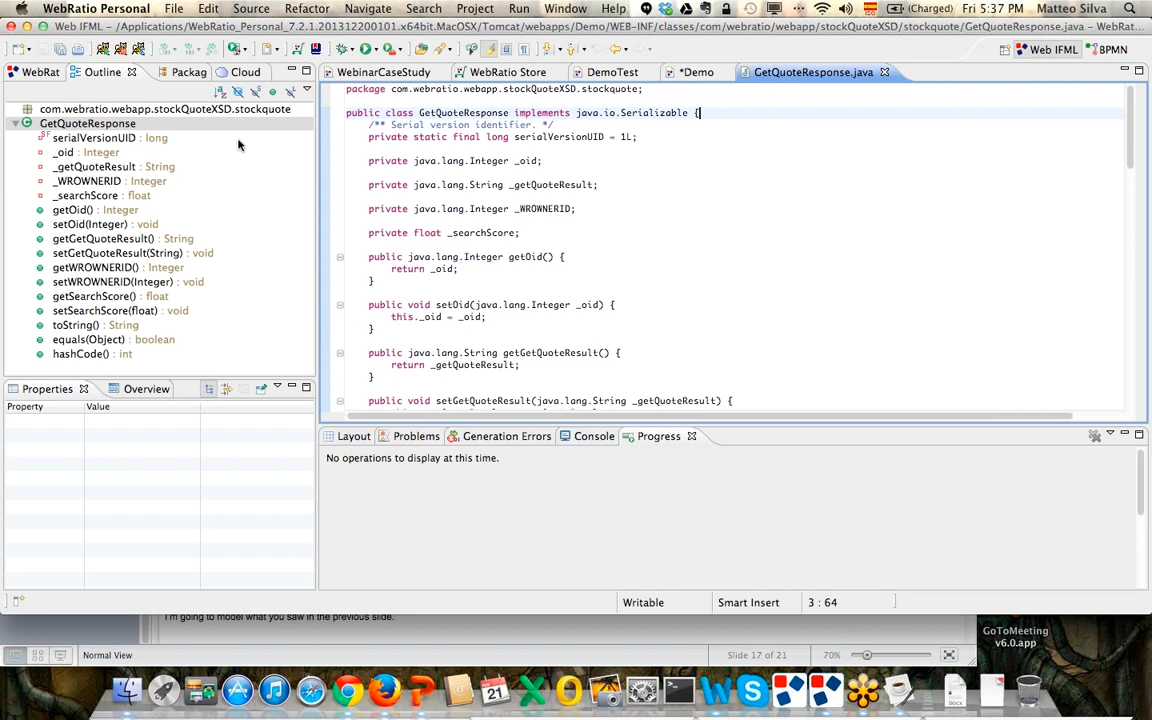 WebRatio Personal File Edit Source Refactor Navigate Search Project Run Window Help (Charged) Fri 5:37 PM Matteo Silva
Web IFML – /Applications/WebRatio_Personal_7.2.1.201312201000.MacOSX/Tomcat/webapps/Demo/WEB-INF/classes/com/webratio/webapp/stockQuoteXSD/stockquote/GetQuoteResponse.java – WebRat...
Web IFML BPMN
WebRat Outline Packag Cloud
WebinarCaseStudy WebRatio Store DemoTest *Demo GetQuoteResponse.java
com.webratio.webapp.stockQuoteXSD.stockquote
GetQuoteResponse
serialVersionUID : long
_oid : Integer
_getQuoteResult : String
_WROWNERID : Integer
_searchScore : float
getOid() : Integer
setOid(Integer) : void
getGetQuoteResult() : String
setGetQuoteResult(String) : void
getWROWNERID() : Integer
setWROWNERID(Integer) : void
getSearchScore() : float
setSearchScore(float) : void
toString() : String
equals(Object) : boolean
hashCode() : int
package com.webratio.webapp.stockQuoteXSD.stockquote;
public class GetQuoteResponse implements java.io.Serializable {
/** Serial version identifier. */
private static final long serialVersionUID = 1L;
private java.lang.Integer _oid;
private java.lang.String _getQuoteResult;
private java.lang.Integer _WROWNERID;
private float _searchScore;
public java.lang.Integer getOid() {
return _oid;
}
public void setOid(java.lang.Integer _oid) {
this._oid = _oid;
}
public java.lang.String getGetQuoteResult() {
return _getQuoteResult;
}
public void setGetQuoteResult(java.lang.String _getQuoteResult) {
Properties Overview
Property Value
Layout Problems Generation Errors Console Progress
No operations to display at this time.
Writable Smart Insert 3 : 64
I'm going to model what you saw in the previous slide.
GoToMeeting
v6.0.app
Normal View Slide 17 of 21 70%